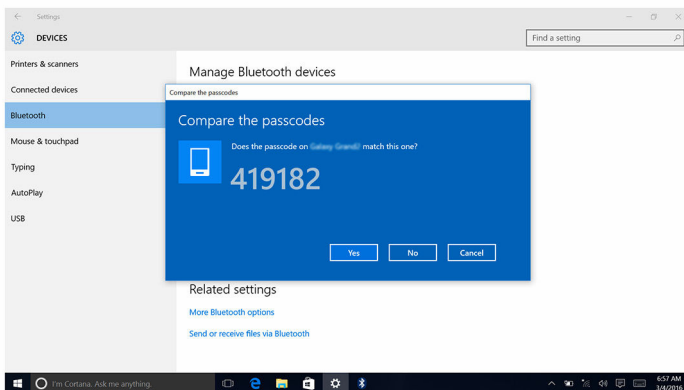 Settings
DEVICES
Find a setting
Printers & scanners
Connected devices
Bluetooth
Mouse & touchpad
Typing
AutoPlay
USB
Manage Bluetooth devices
Compare the passcodes
Compare the passcodes
Does the passcode on Galaxy Grand2 match this one?
419182
Yes
No
Cancel
Related settings
More Bluetooth options
Send or receive files via Bluetooth
I'm Cortana. Ask me anything.
6:57 AM
3/4/2016